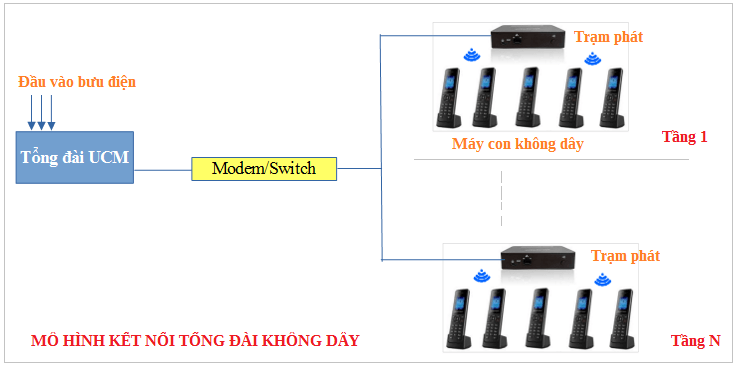 Trạm phát
Đầu vào bưu điện
Tổng đài UCM
Modem/Switch
Máy con không dây
Tầng 1
Trạm phát
MÔ HÌNH KẾT NỐI TỔNG ĐÀI KHÔNG DÂY
Tầng N